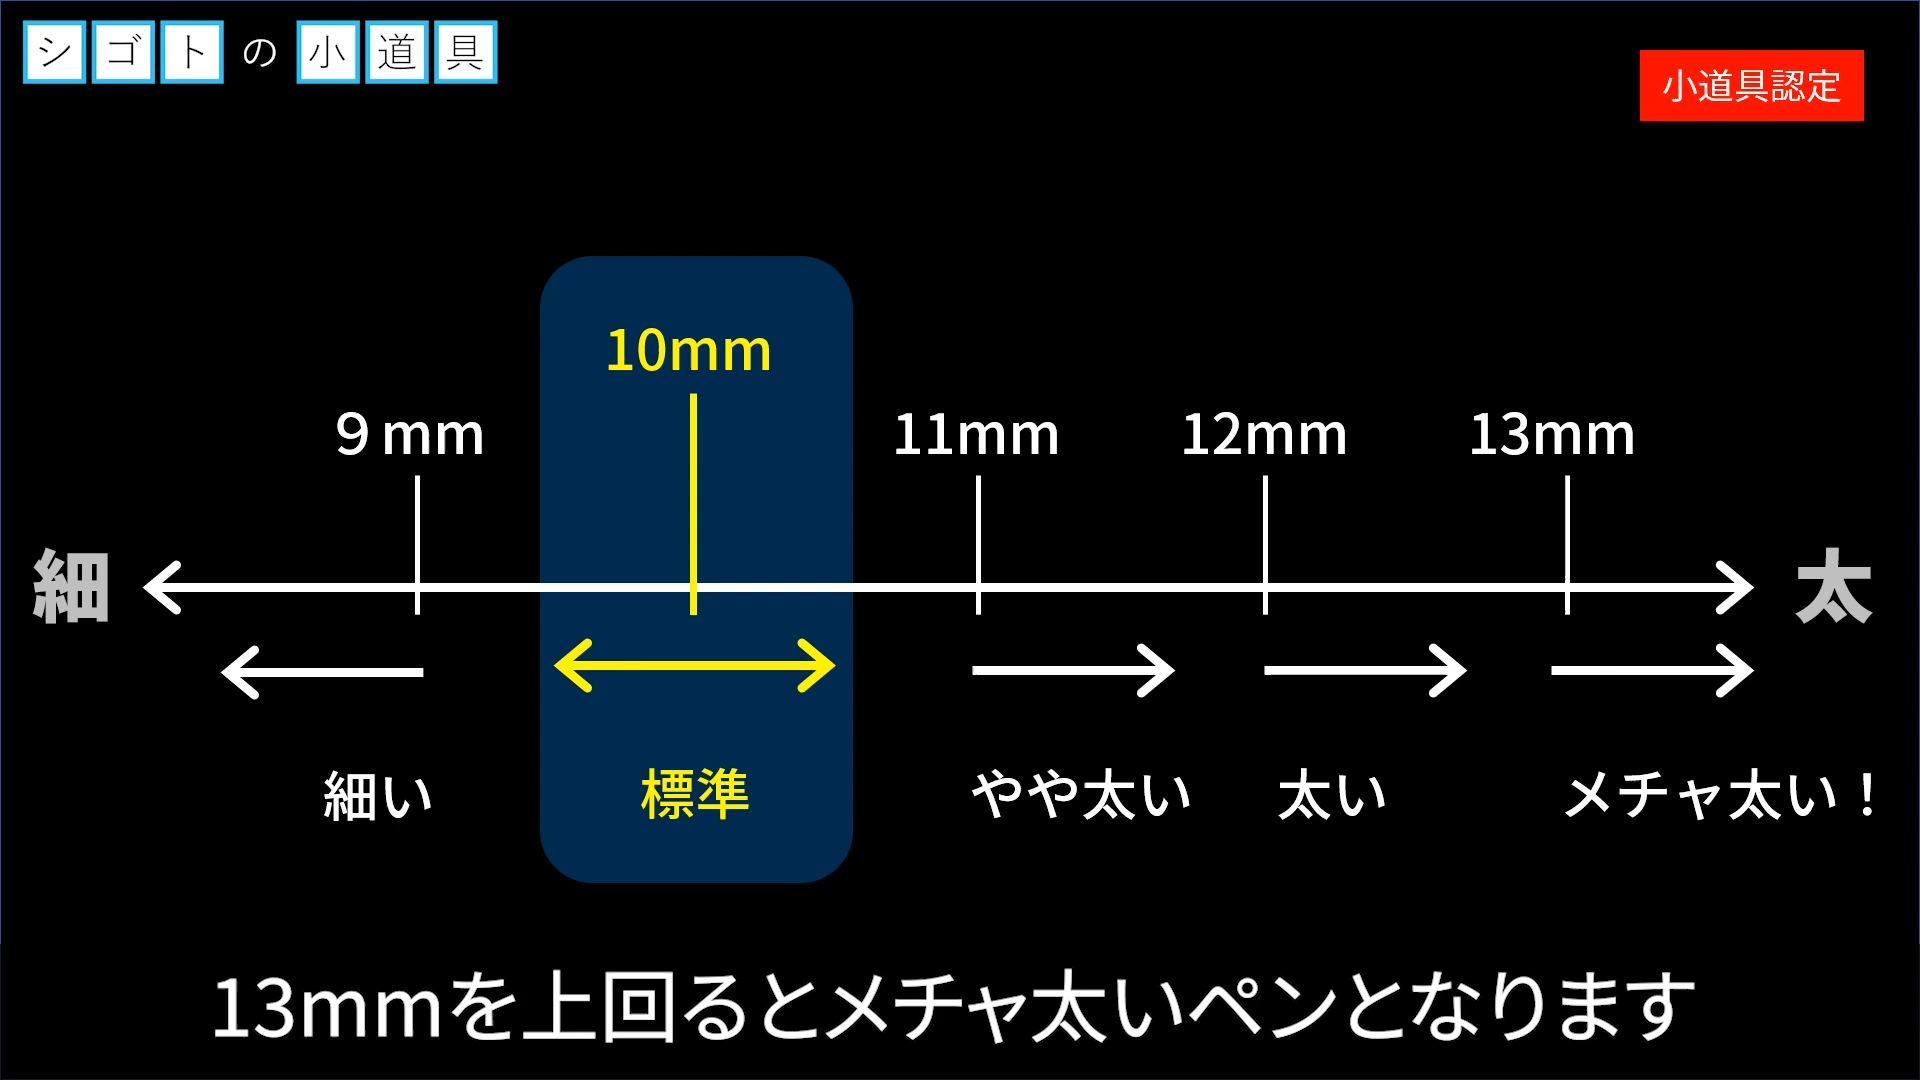 シゴトの小道具
小道具認定
10mm
9mm
11mm
12mm
13mm
細
太
細い
標準
やや太い
太い
メチャ太い！
13mmを上回るとメチャ太いペンとなります